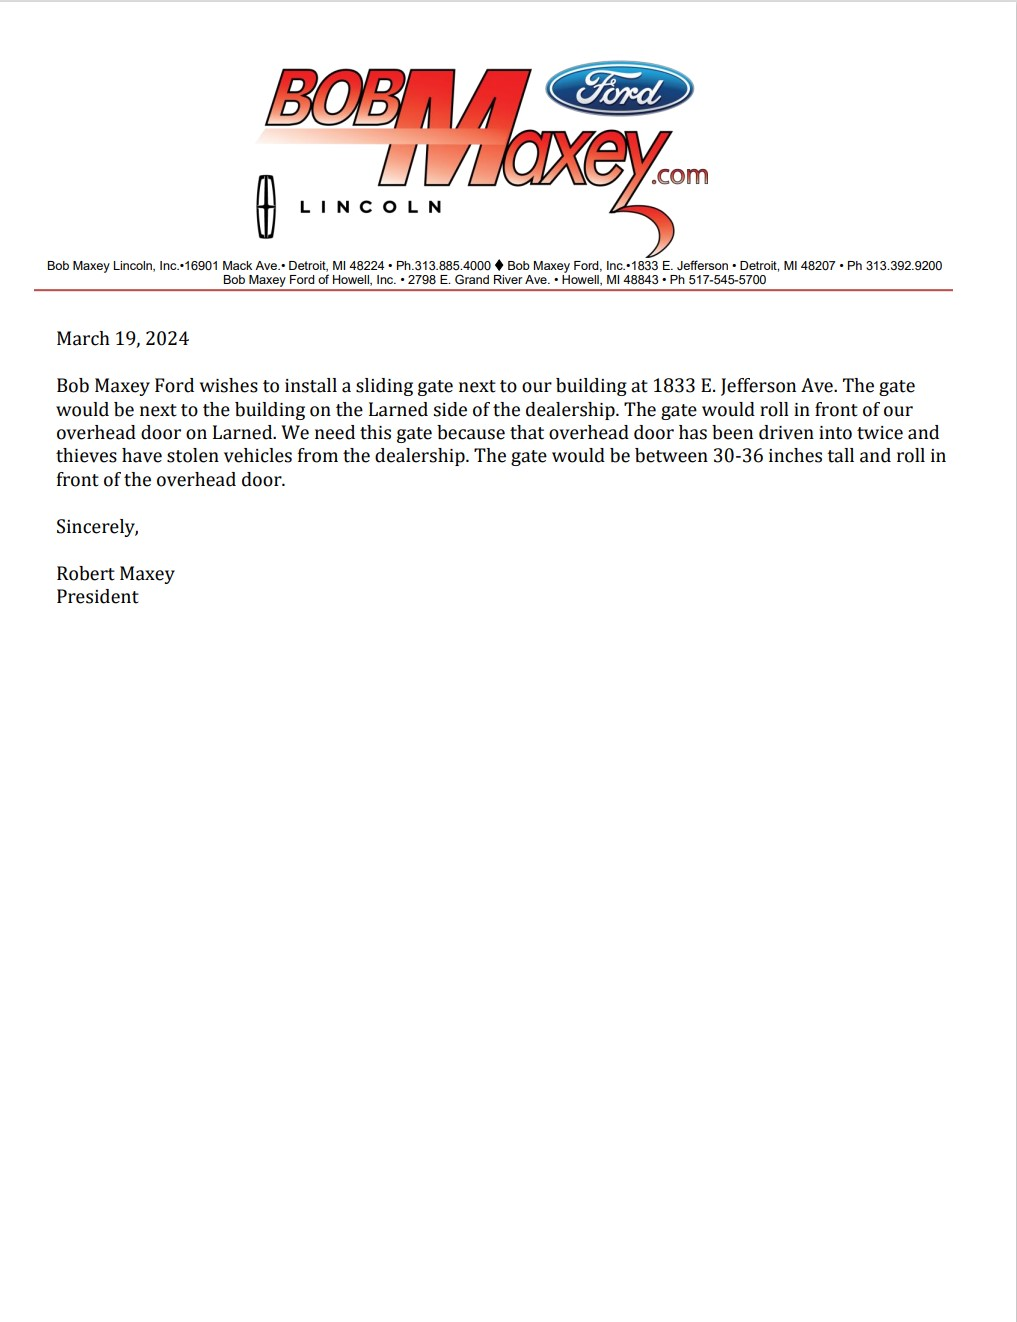 BOB Maxey.com
Ford
LINCOLN
Bob Maxey Lincoln, Inc.•16901 Mack Ave.• Detroit, MI 48224 • Ph.313.885.4000 ♦ Bob Maxey Ford, Inc.•1833 E. Jefferson • Detroit, MI 48207 • Ph 313.392.9200
Bob Maxey Ford of Howell, Inc. • 2798 E. Grand River Ave. • Howell, MI 48843 • Ph 517-545-5700
March 19, 2024
Bob Maxey Ford wishes to install a sliding gate next to our building at 1833 E. Jefferson Ave. The gate
would be next to the building on the Larned side of the dealership. The gate would roll in front of our
overhead door on Larned. We need this gate because that overhead door has been driven into twice and
thieves have stolen vehicles from the dealership. The gate would be between 30-36 inches tall and roll in
front of the overhead door.
Sincerely,
Robert Maxey
President